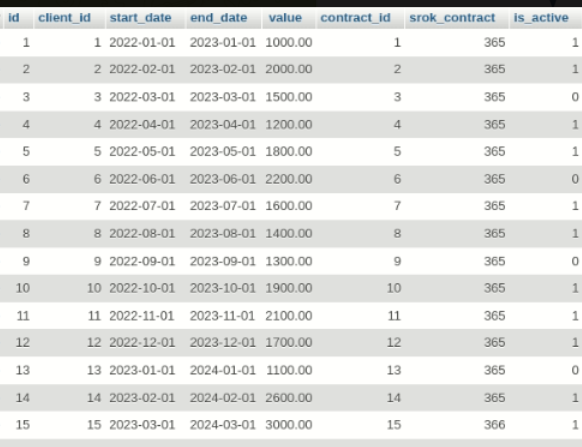 id client_id start_date end_date value contract_id srok_contract is_active
1 1 2022-01-01 2023-01-01 1000.00 1 365 1
2 2 2022-02-01 2023-02-01 2000.00 2 365 1
3 3 2022-03-01 2023-03-01 1500.00 3 365 0
4 4 2022-04-01 2023-04-01 1200.00 4 365 1
5 5 2022-05-01 2023-05-01 1800.00 5 365 1
6 6 2022-06-01 2023-06-01 2200.00 6 365 0
7 7 2022-07-01 2023-07-01 1600.00 7 365 1
8 8 2022-08-01 2023-08-01 1400.00 8 365 1
9 9 2022-09-01 2023-09-01 1300.00 9 365 0
10 10 2022-10-01 2023-10-01 1900.00 10 365 1
11 11 2022-11-01 2023-11-01 2100.00 11 365 1
12 12 2022-12-01 2023-12-01 1700.00 12 365 1
13 13 2023-01-01 2024-01-01 1100.00 13 365 0
14 14 2023-02-01 2024-02-01 2600.00 14 365 1
15 15 2023-03-01 2024-03-01 3000.00 15 366 1